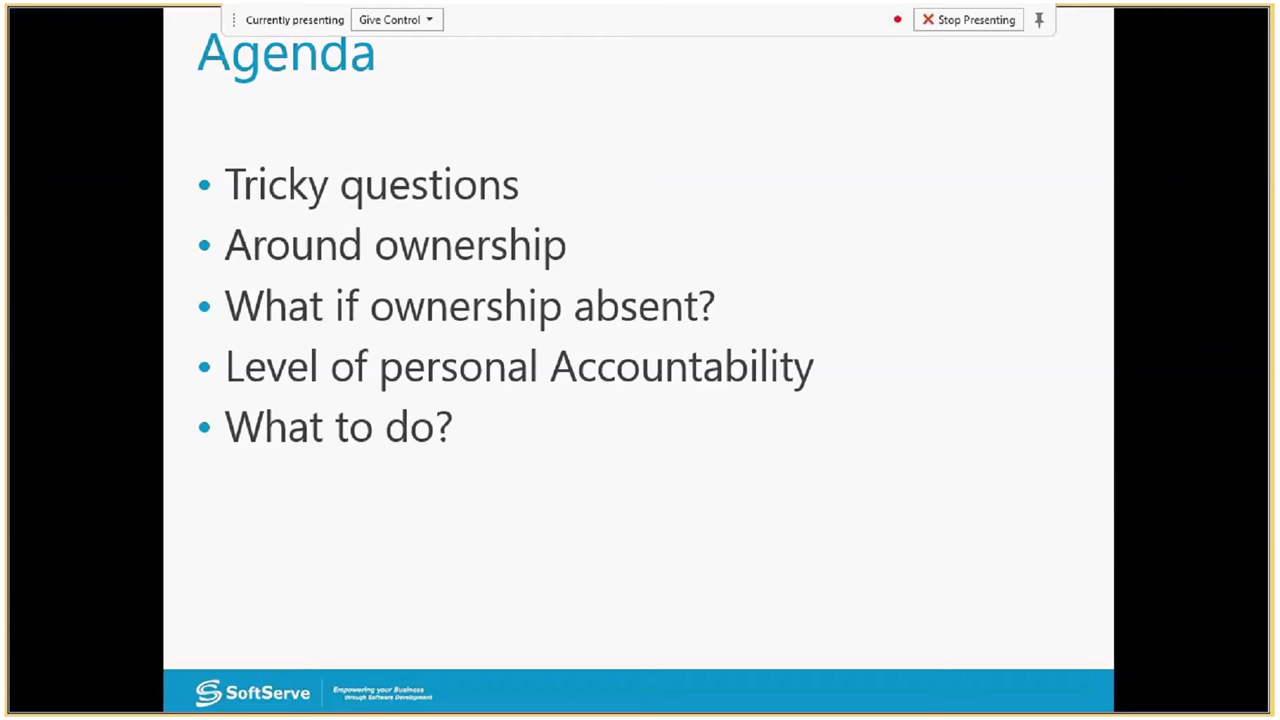 Currently presenting
Give Control
Stop Presenting
Agenda
• Tricky questions
• Around ownership
• What if ownership absent?
• Level of personal Accountability
• What to do?
SoftServe
Empowering your Business
through Software Development